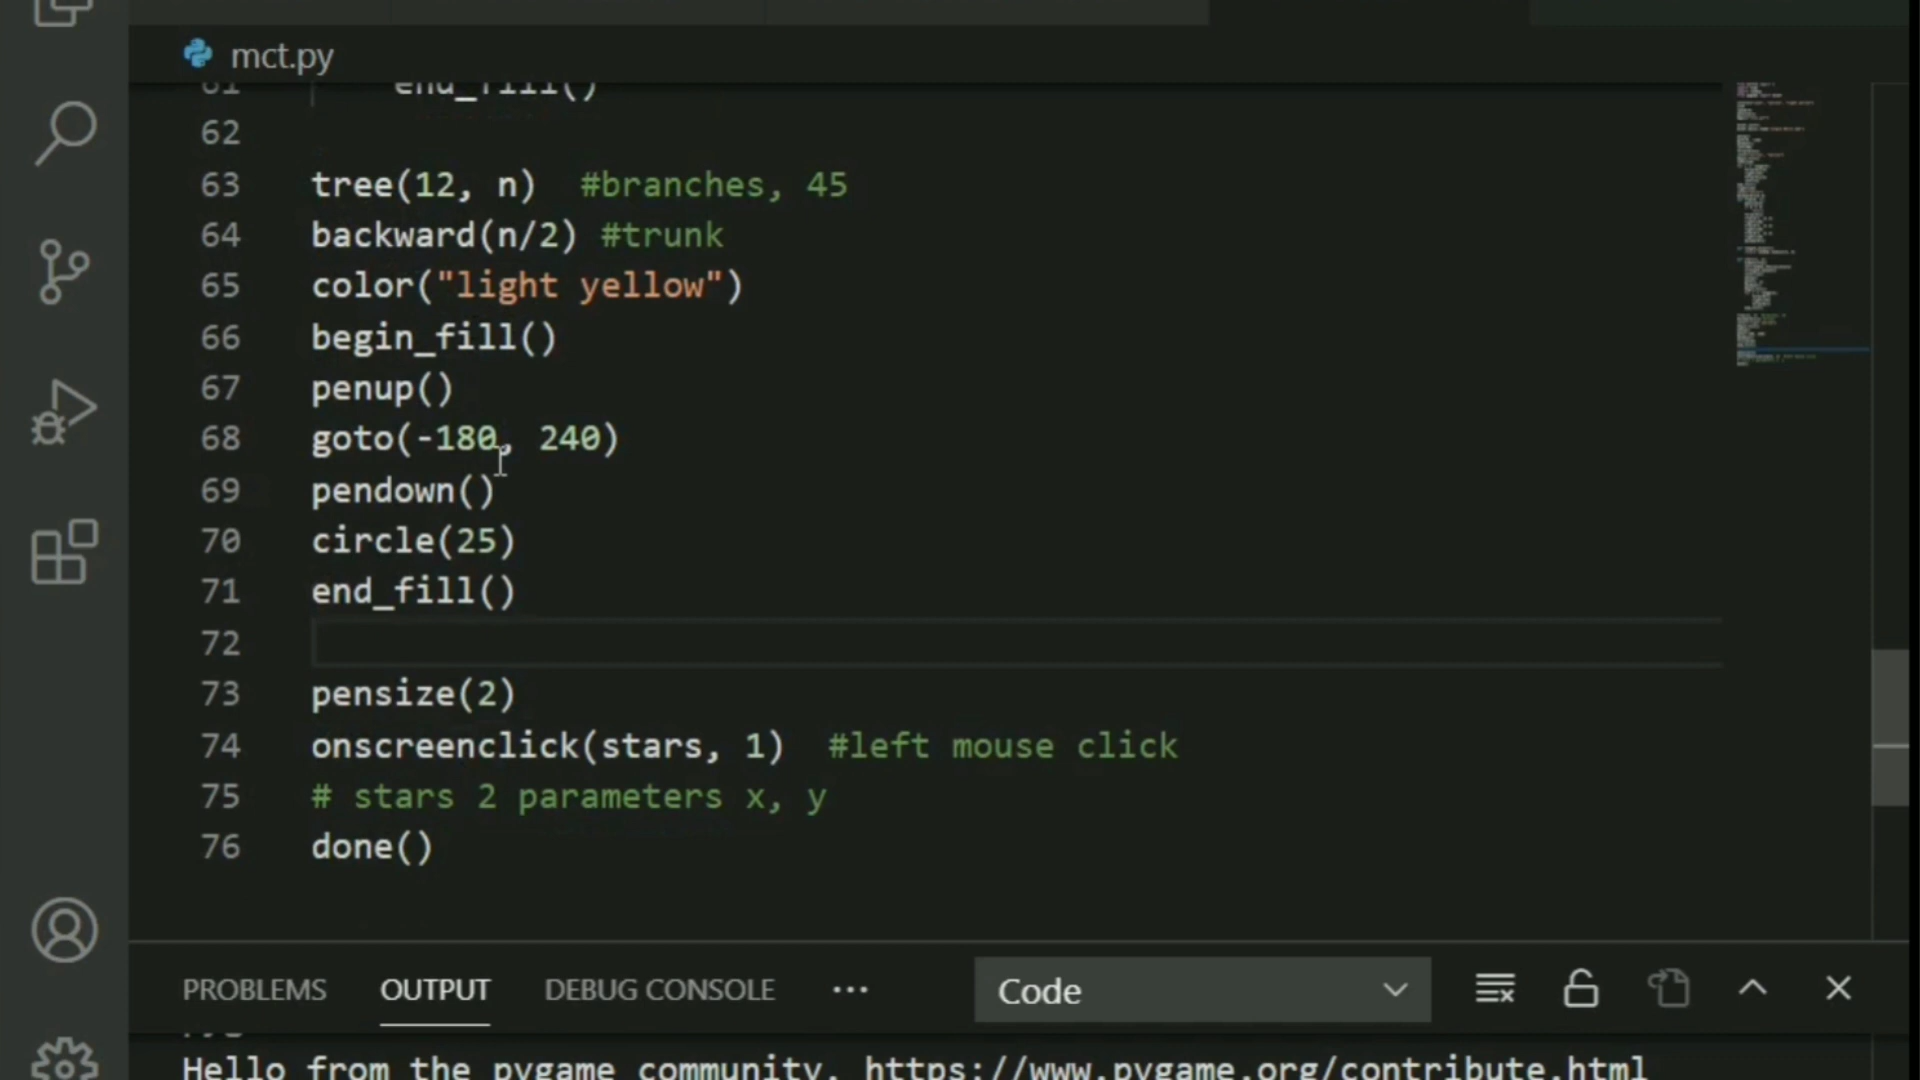 mct.py
61 end_fill()
62
63 tree(12, n) #branches, 45
64 backward(n/2) #trunk
65 color("light yellow")
66 begin_fill()
67 penup()
68 goto(-180, 240)
69 pendown()
70 circle(25)
71 end_fill()
72
73 pensize(2)
74 onscreenclick(stars, 1) #left mouse click
75 # stars 2 parameters x, y
76 done()
PROBLEMS OUTPUT DEBUG CONSOLE ··· Code
Hello from the pygame community. https://www.pygame.org/contribute.html